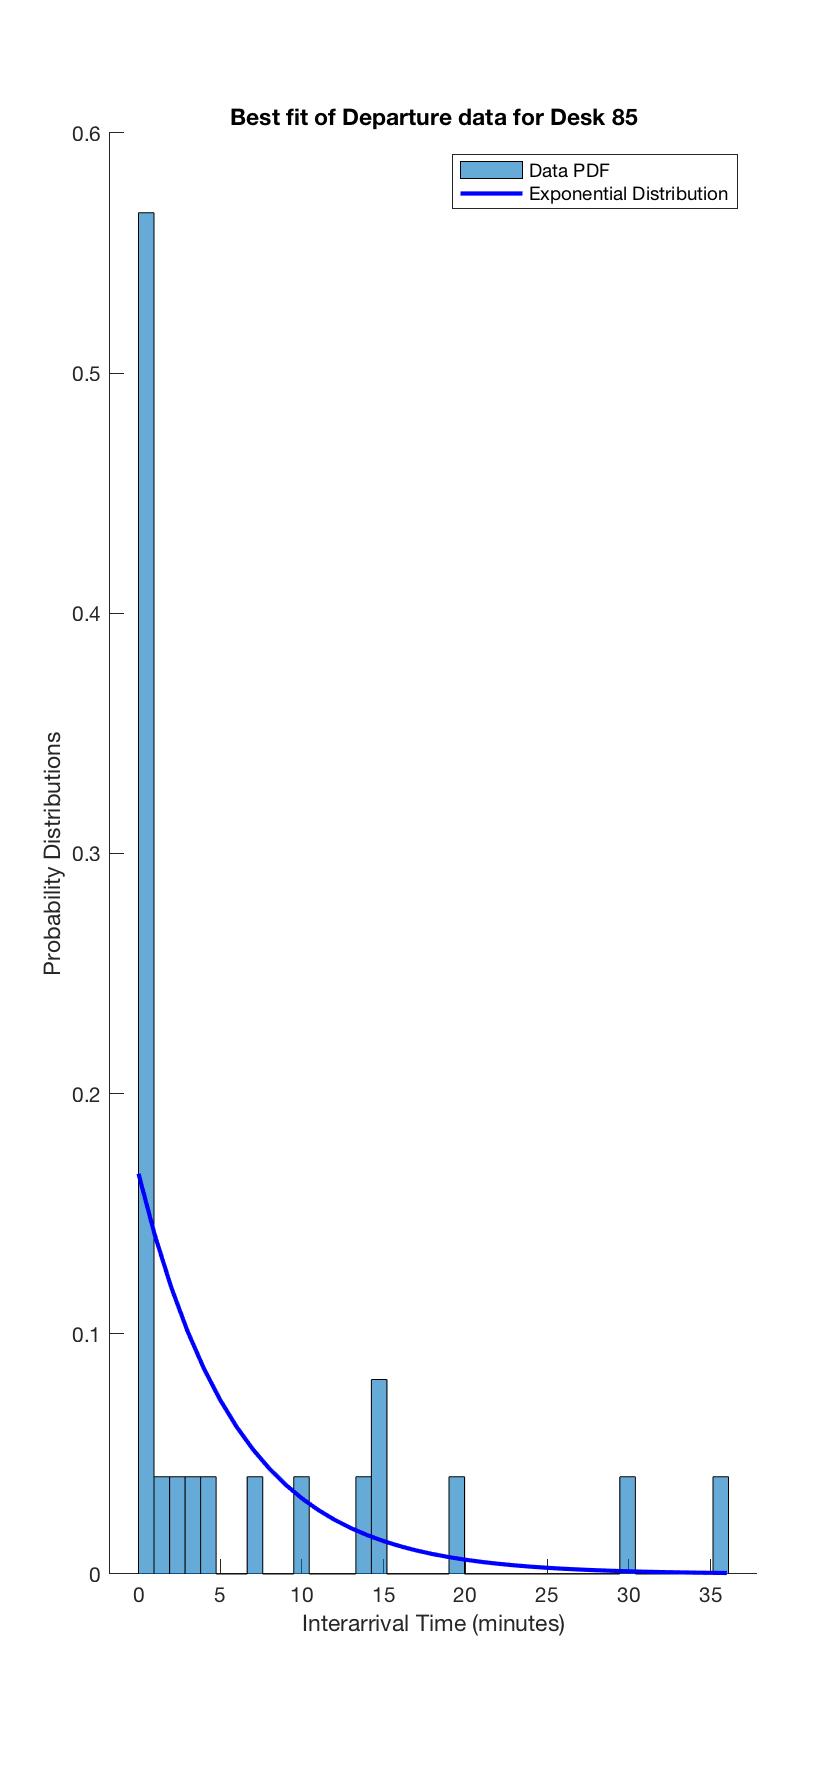 Best fit of Departure data for Desk 85
Data PDF
Exponential Distribution
0.6
0.5
0.4
0.3
0.2
0.1
0
Probability Distributions
0 5 10 15 20 25 30 35
Interarrival Time (minutes)